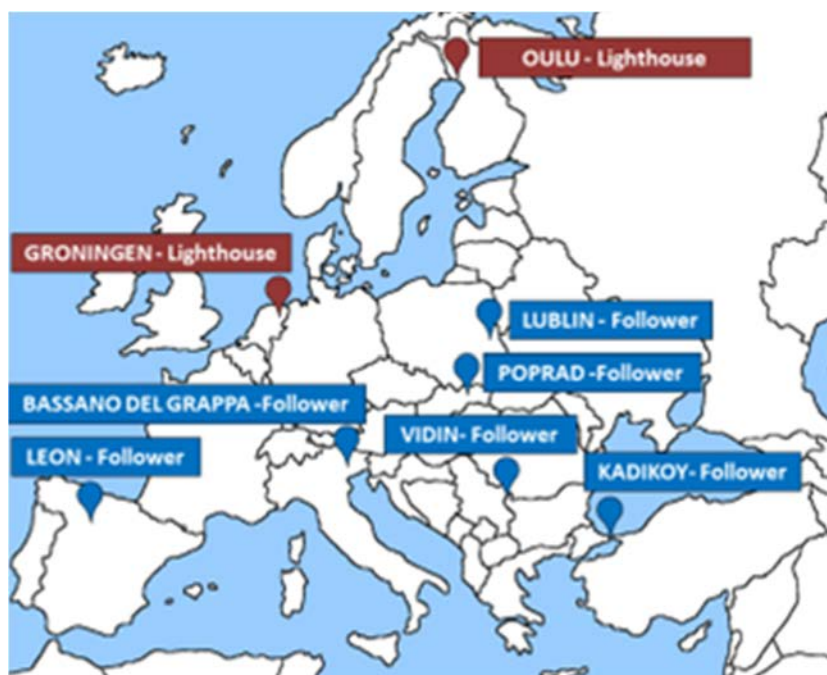 OULU - Lighthouse
GRONINGEN - Lighthouse
LUBLIN - Follower
POPRAD -Follower
BASSANO DEL GRAPPA -Follower
VIDIN- Follower
LEON - Follower
KADIKOY- Follower